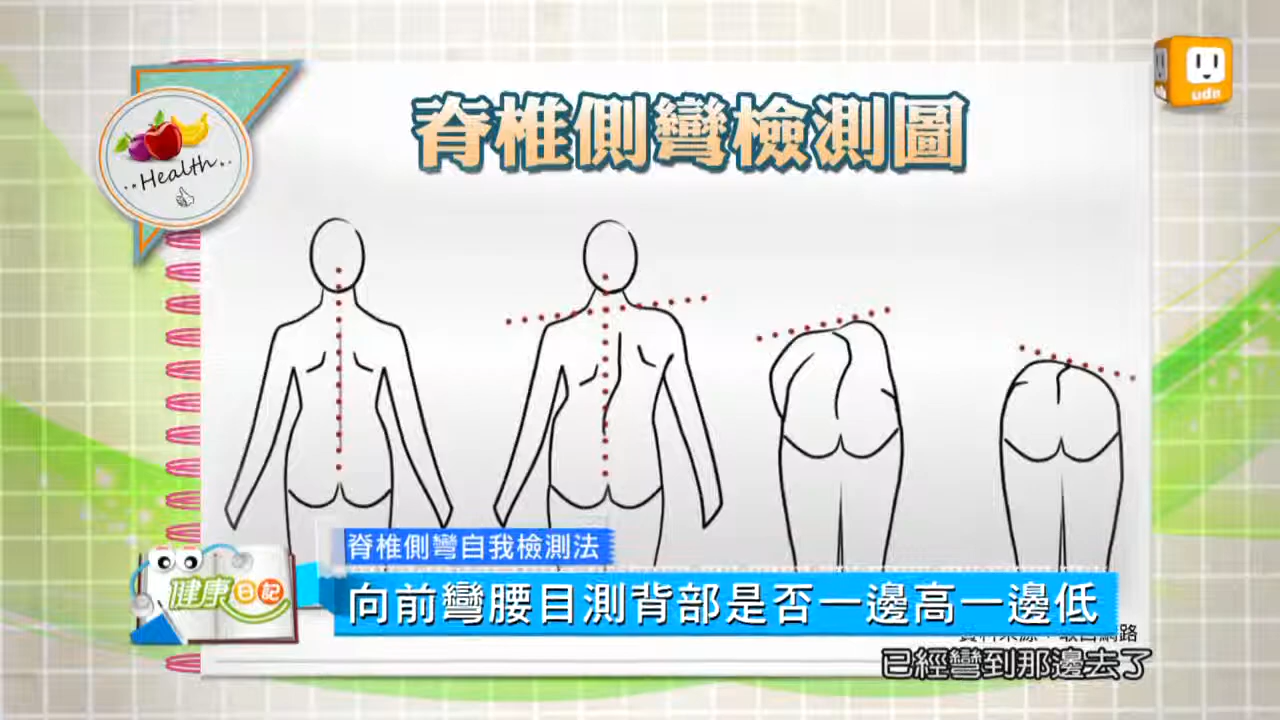 脊椎側彎檢測圖
udn
Health
脊椎側彎自我檢測法
健康日記
向前彎腰目測背部是否一邊高一邊低
已經彎到那邊去了